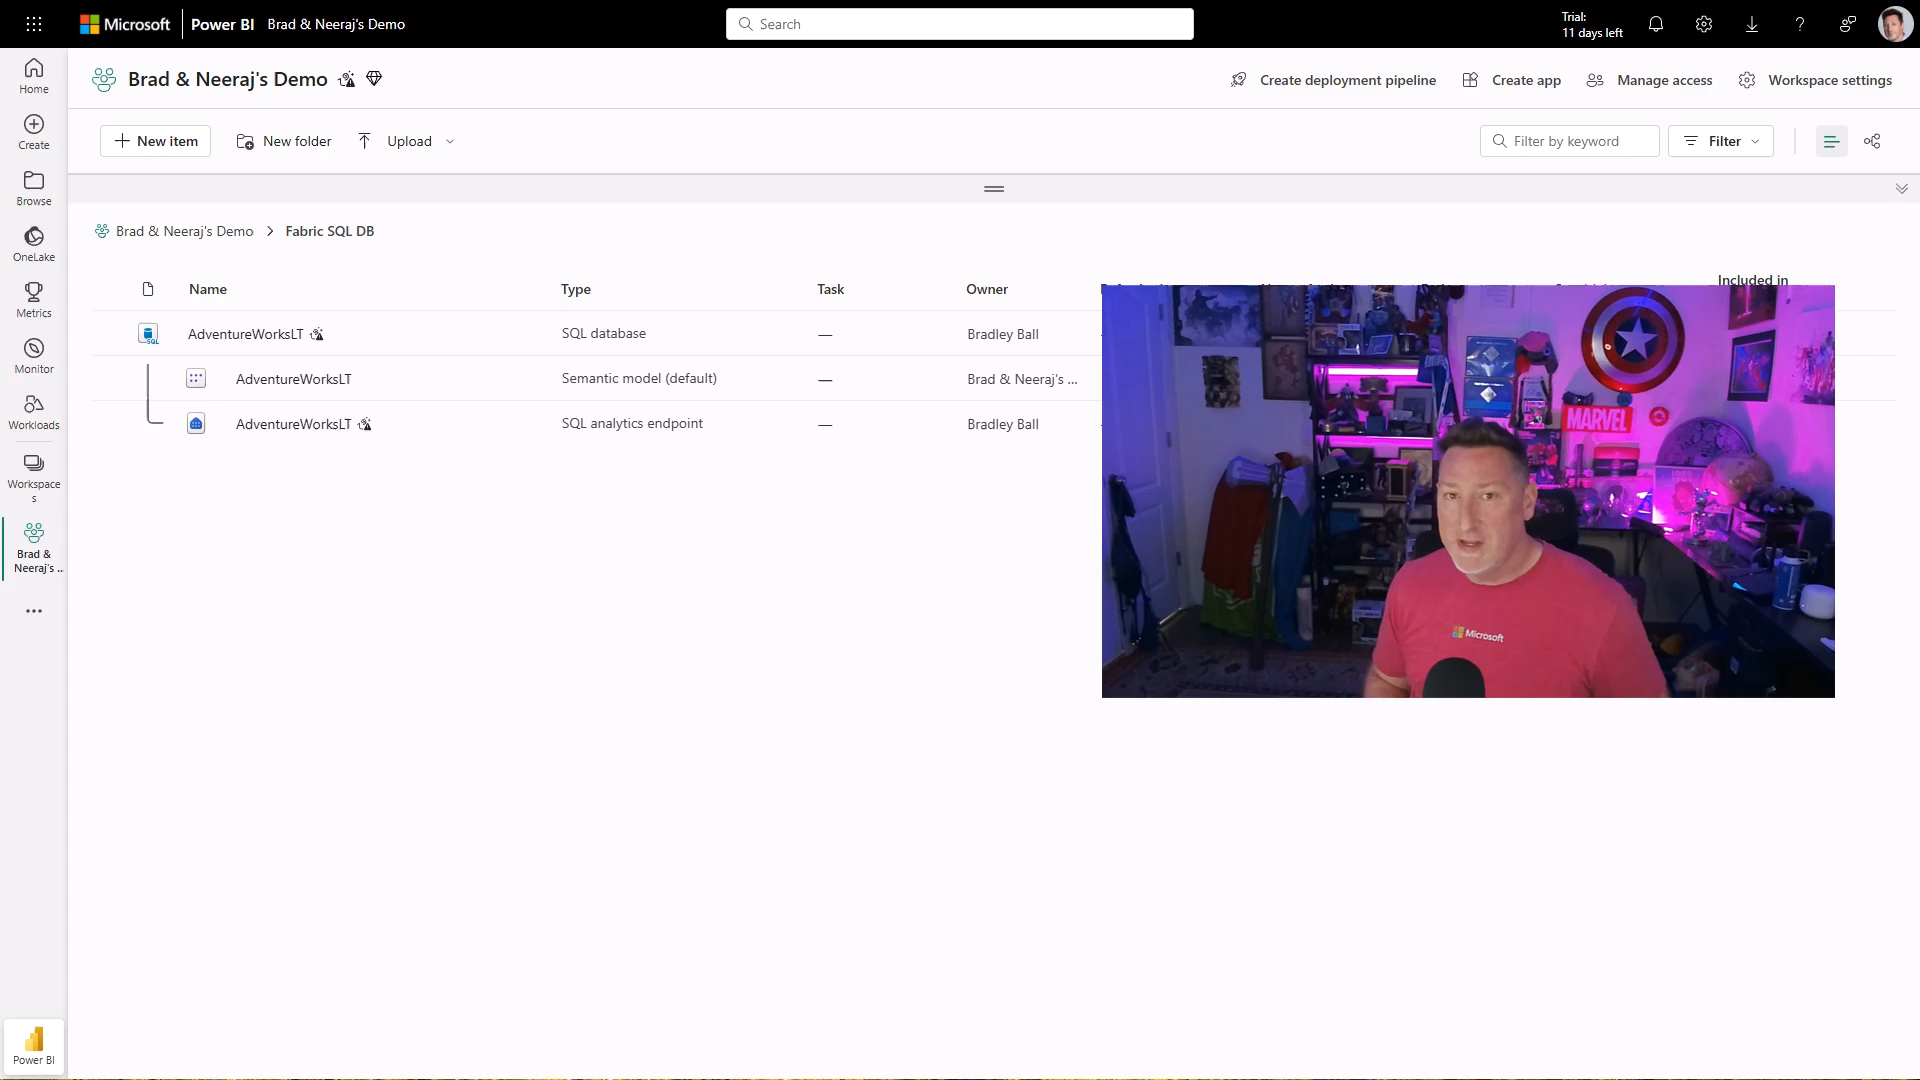 Microsoft Power BI Brad & Neeraj's Demo Search Trial: 11 days left
Home
Create
Browse
OneLake
Metrics
Monitor
Workloads
Workspaces
Brad & Neeraj's ...
Power BI
Brad & Neeraj's Demo Create deployment pipeline Create app Manage access Workspace settings
New item New folder Upload Filter by keyword Filter
Brad & Neeraj's Demo Fabric SQL DB
Name Type Task Owner Included in
AdventureWorksLT SQL database — Bradley Ball
AdventureWorksLT Semantic model (default) — Brad & Neeraj's ...
AdventureWorksLT SQL analytics endpoint — Bradley Ball
MARVEL
Microsoft